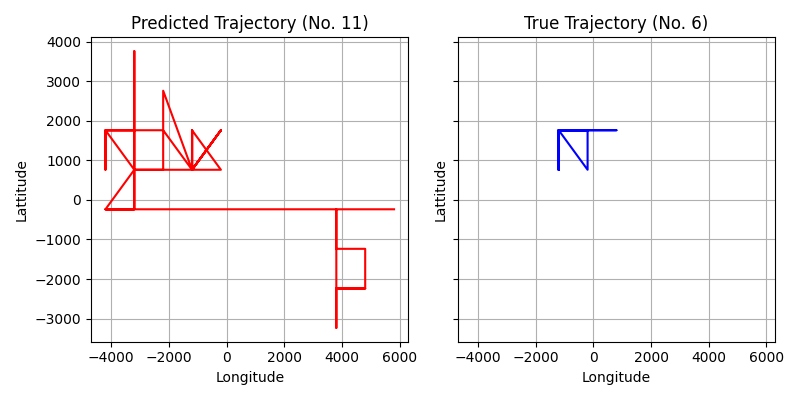 Predicted Trajectory (No. 11)
4000
3000
2000
1000
0
−1000
−2000
−3000
Lattitude
−4000 −2000 0 2000 4000 6000
Longitude
True Trajectory (No. 6)
Lattitude
−4000 −2000 0 2000 4000 6000
Longitude